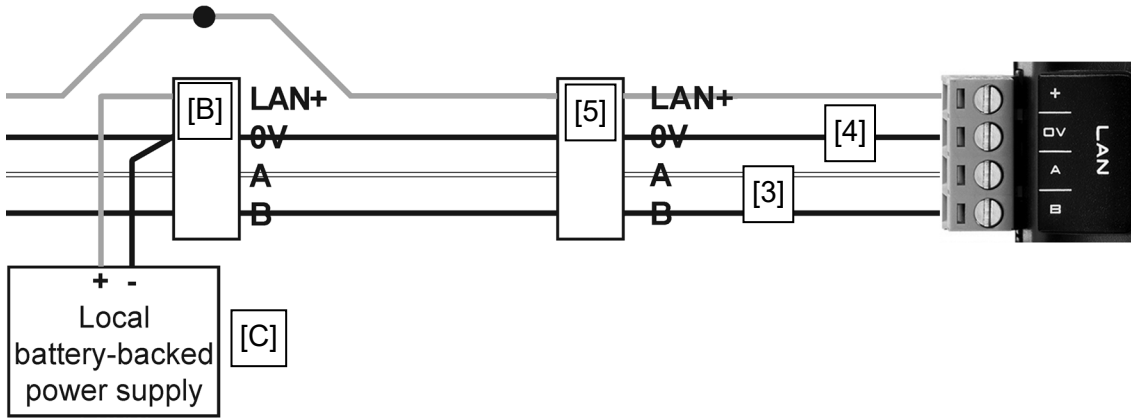 [B]
LAN+
0V
A
B
[5]
LAN+
0V
A
B
[4]
[3]
+
0V
A
B
LAN
+ -
Local
battery-backed
power supply
[C]